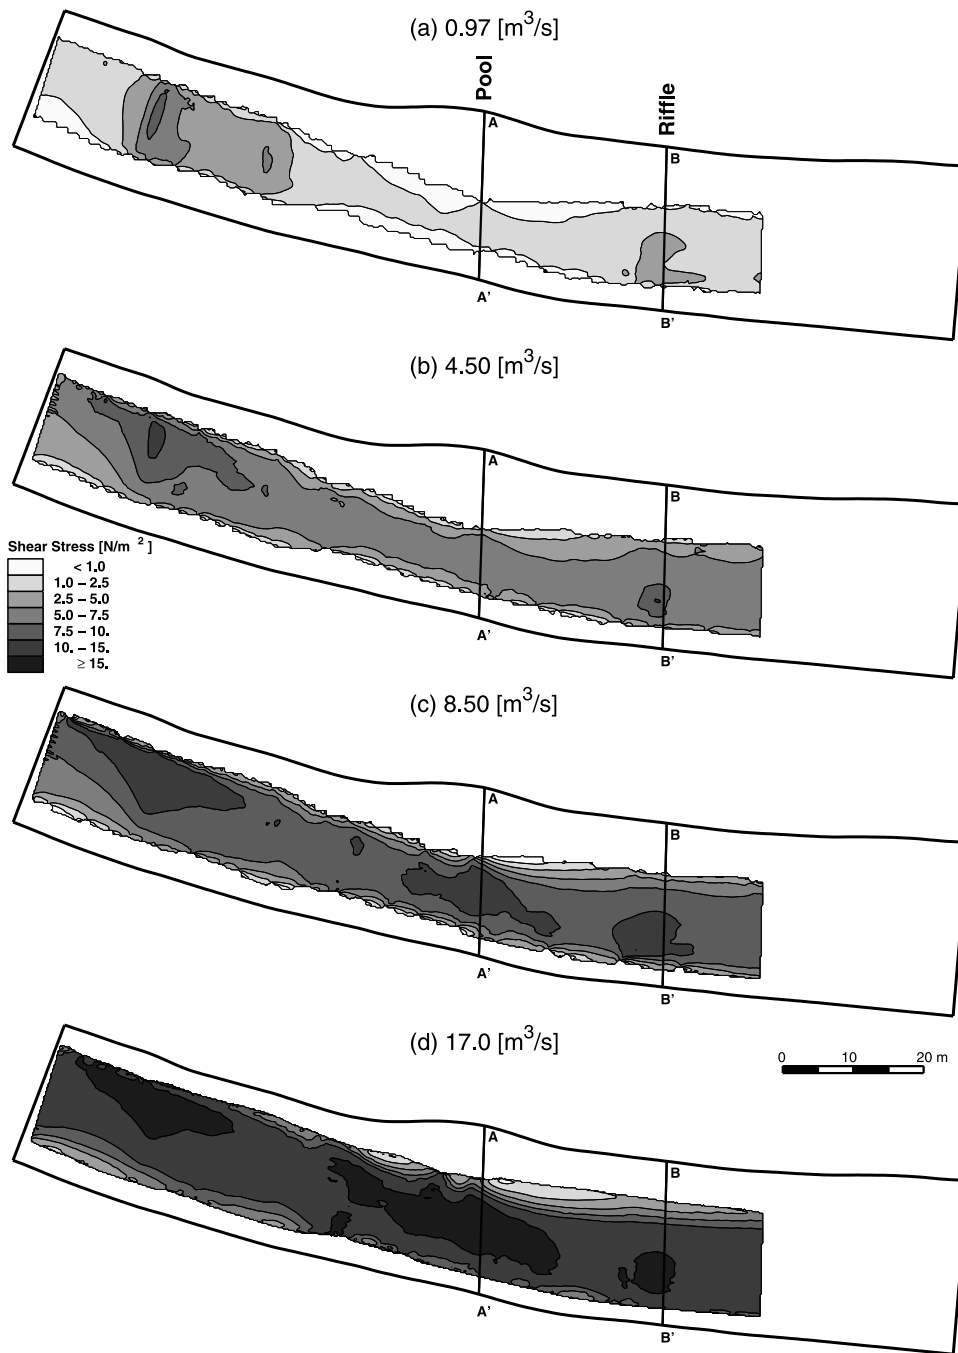 (a) 0.97 [m³/s]
Pool
Riffle
A
B
A'
B'
(b) 4.50 [m³/s]
A
B
A'
B'
Shear Stress [N/m²]
< 1.0
1.0 – 2.5
2.5 – 5.0
5.0 – 7.5
7.5 – 10.
10. – 15.
≥ 15.
(c) 8.50 [m³/s]
A
B
A'
B'
(d) 17.0 [m³/s]
0 10 20 m
A
B
A'
B'